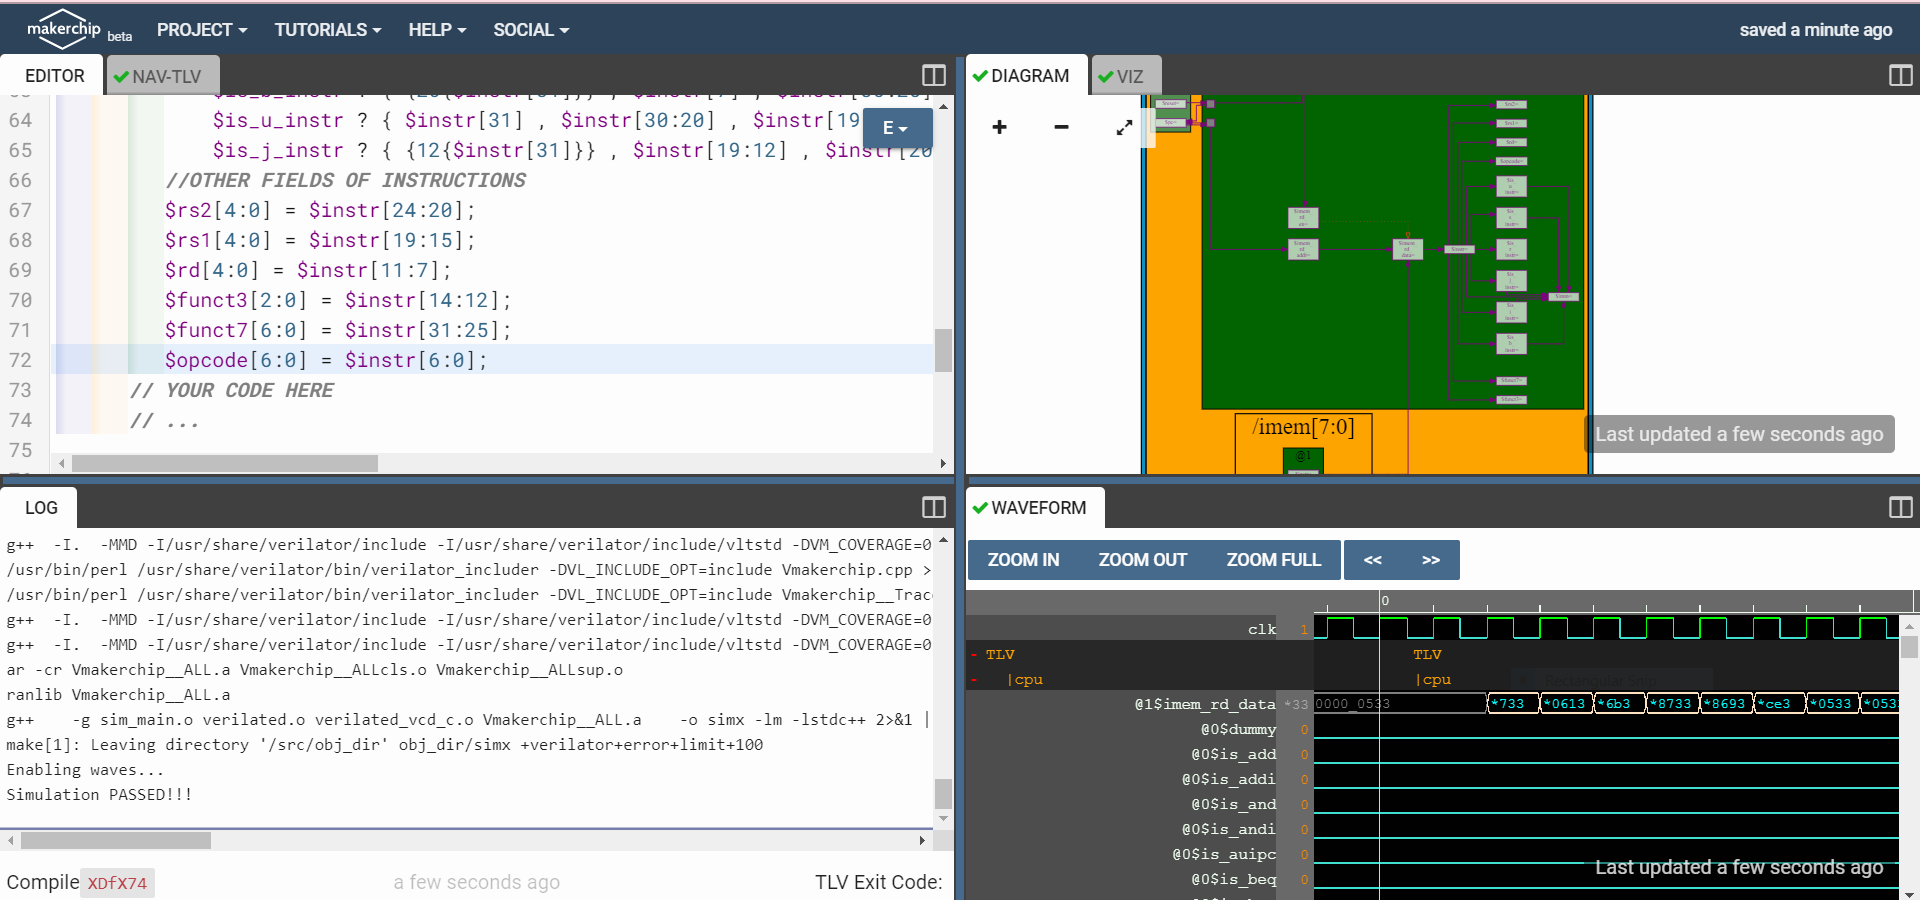 makerchip beta PROJECT TUTORIALS HELP SOCIAL saved a minute ago
EDITOR NAV-TLV
64 $is_u_instr ? { $instr[31] , $instr[30:20] , $instr[19
65 $is_j_instr ? { {12{$instr[31]}} , $instr[19:12] , $instr[20
66 //OTHER FIELDS OF INSTRUCTIONS
67 $rs2[4:0] = $instr[24:20];
68 $rs1[4:0] = $instr[19:15];
69 $rd[4:0] = $instr[11:7];
70 $funct3[2:0] = $instr[14:12];
71 $funct7[6:0] = $instr[31:25];
72 $opcode[6:0] = $instr[6:0];
73 // YOUR CODE HERE
74 // ...
75
E
DIAGRAM VIZ
/imem[7:0]
@1
Last updated a few seconds ago
LOG
g++ -I. -MMD -I/usr/share/verilator/include -I/usr/share/verilator/include/vltstd -DVM_COVERAGE=0
/usr/bin/perl /usr/share/verilator/bin/verilator_includer -DVL_INCLUDE_OPT=include Vmakerchip.cpp >
/usr/bin/perl /usr/share/verilator/bin/verilator_includer -DVL_INCLUDE_OPT=include Vmakerchip__Trac
g++ -I. -MMD -I/usr/share/verilator/include -I/usr/share/verilator/include/vltstd -DVM_COVERAGE=0
g++ -I. -MMD -I/usr/share/verilator/include -I/usr/share/verilator/include/vltstd -DVM_COVERAGE=0
ar -cr Vmakerchip__ALL.a Vmakerchip__ALLcls.o Vmakerchip__ALLsup.o
ranlib Vmakerchip__ALL.a
g++ -g sim_main.o verilated.o verilated_vcd_c.o Vmakerchip__ALL.a -o simx -lm -lstdc++ 2>&1 |
make[1]: Leaving directory '/src/obj_dir' obj_dir/simx +verilator+error+limit+100
Enabling waves...
Simulation PASSED!!!
Compile XDfX74 a few seconds ago TLV Exit Code:
WAVEFORM
ZOOM IN ZOOM OUT ZOOM FULL << >>
0
clk 1
- TLV TLV
- |cpu |cpu
@1$imem_rd_data *33 0000_0533 *733 *0613 *6b3 *8733 *8693 *ce3 *0533 *053
@0$dummy 0
@0$is_add 0
@0$is_addi 0
@0$is_and 0
@0$is_andi 0
@0$is_auipc 0
@0$is_beq 0
Last updated a few seconds ago